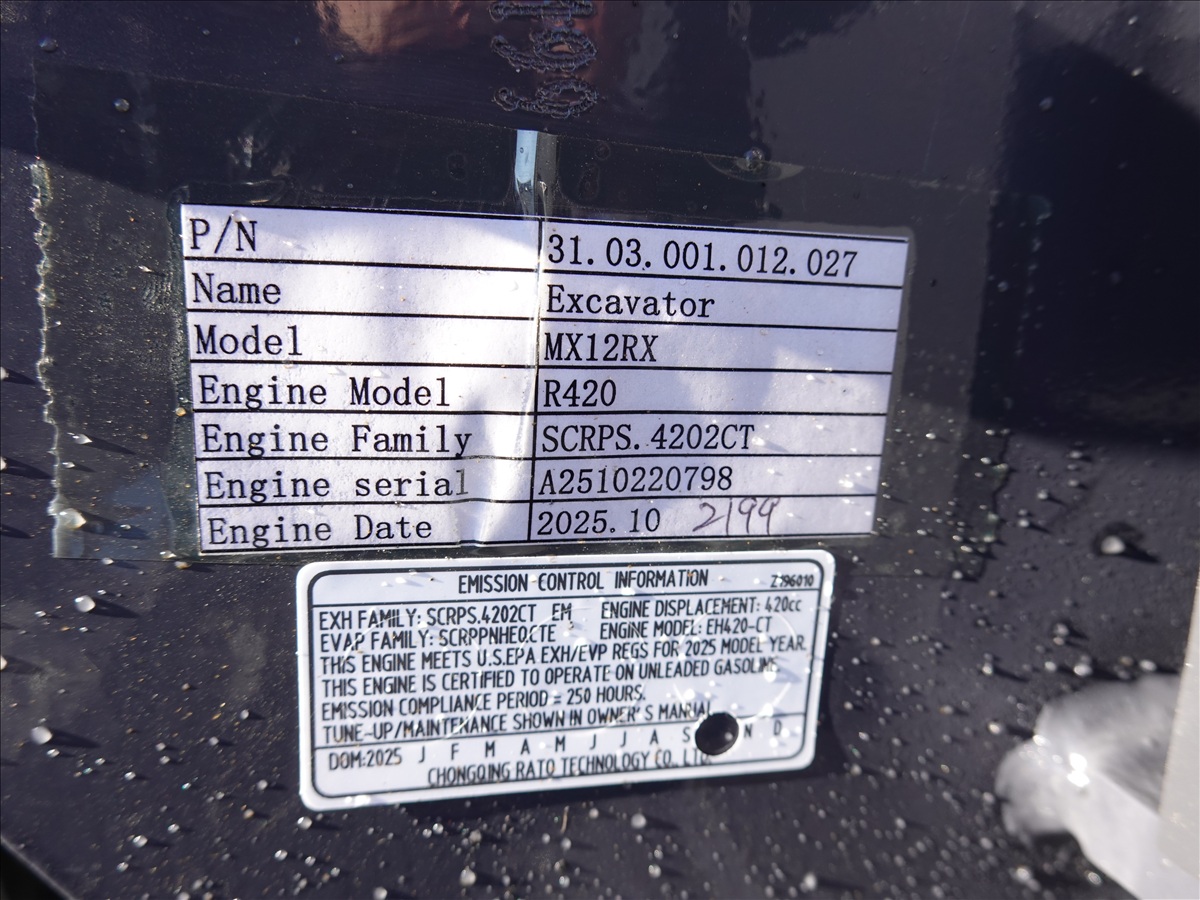 P/N 31.03.001.012.027
Name Excavator
Model MX12RX
Engine Model R420
Engine Family SCRPS.4202CT
Engine serial A2510220798
Engine Date 2025.10 2199
EMISSION CONTROL INFORMATION Z196010
EXH FAMILY: SCRPS.4202CT EM ENGINE DISPLACEMENT: 420cc
EVAP FAMILY: SCRPPNHEQ.CTE ENGINE MODEL: EH420-CT
THIS ENGINE MEETS U.S.EPA EXH/EVP REGS FOR 2025 MODEL YEAR.
THIS ENGINE IS CERTIFIED TO OPERATE ON UNLEADED GASOLINE.
EMISSION COMPLIANCE PERIOD = 250 HOURS.
TUNE-UP/MAINTENANCE SHOWN IN OWNER'S MANUAL
DOM:2025 J F M A M J J A S N D
CHONGQING RATO TECHNOLOGY CO., LTD.